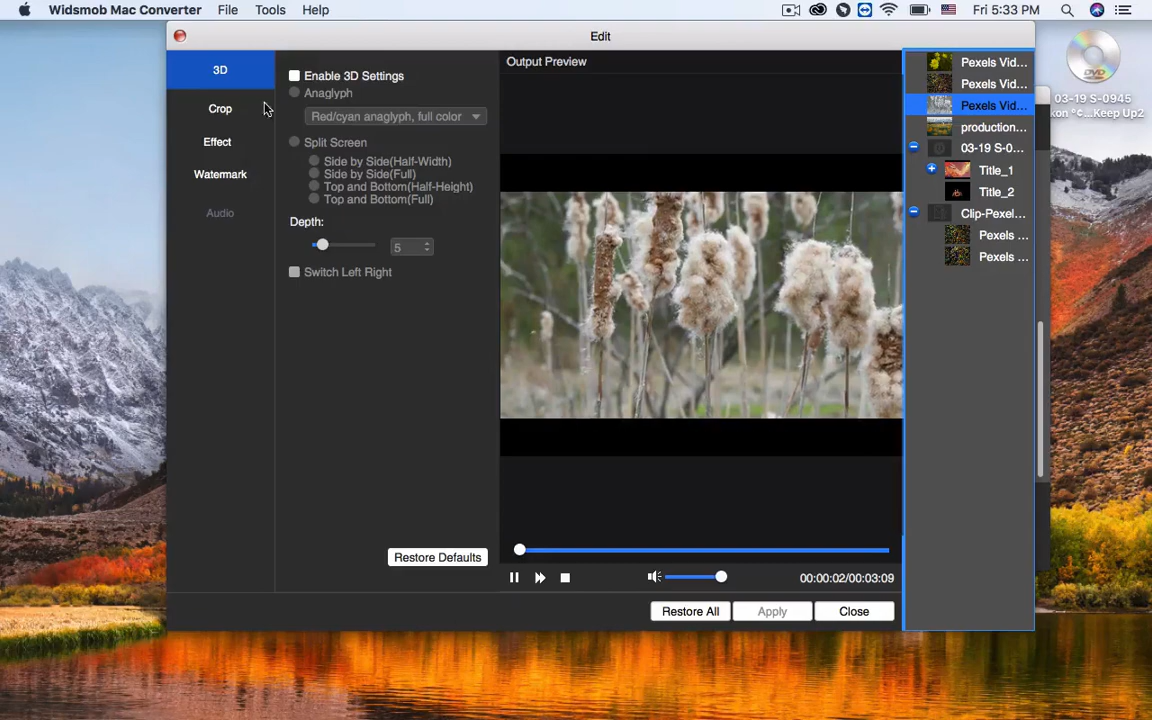 Widsmob Mac Converter File Tools Help Fri 5:33 PM
Edit
3D
Crop
Effect
Watermark
Audio
Enable 3D Settings
Anaglyph
Red/cyan anaglyph, full color
Split Screen
Side by Side(Half-Width)
Side by Side(Full)
Top and Bottom(Half-Height)
Top and Bottom(Full)
Depth:
5
Switch Left Right
Restore Defaults
Output Preview
00:00:02/00:03:09
Restore All Apply Close
Pexels Vid...
Pexels Vid...
Pexels Vid...
production...
03-19 S-0...
Title_1
Title_2
Clip-Pexel...
Pexels ...
Pexels ...
DVD
03-19 S-0945
kon °¢...Keep Up2